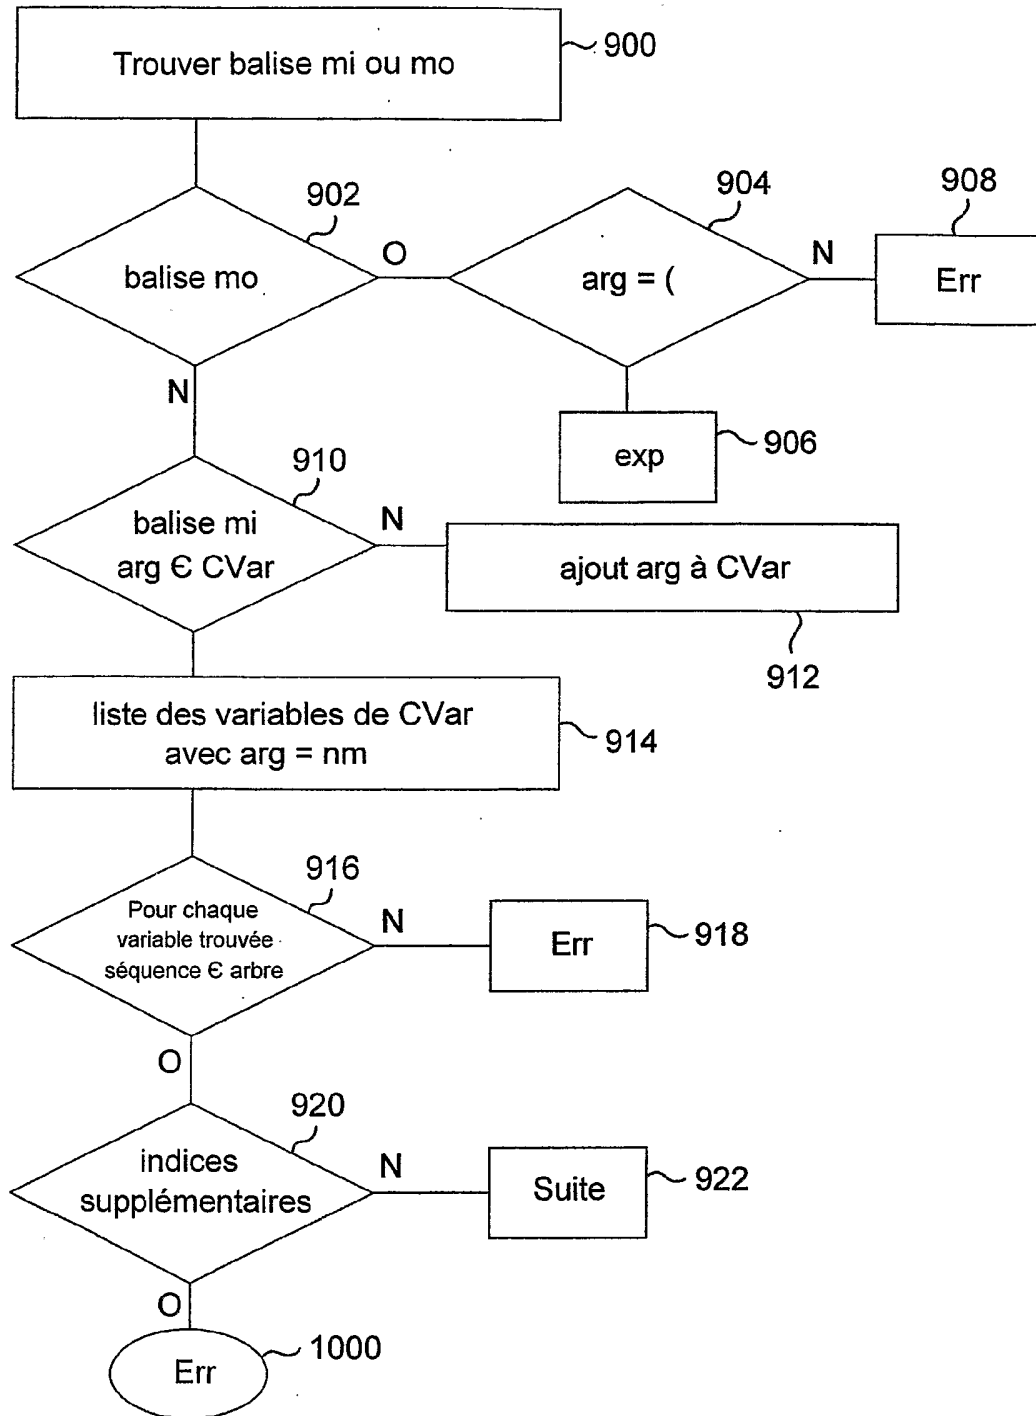 Trouver balise mi ou mo
900
902
balise mo
O
N
904
arg = (
N
908
Err
exp
906
910
balise mi
arg Є CVar
N
ajout arg à CVar
912
liste des variables de CVar
avec arg = nm
914
916
Pour chaque
variable trouvée
séquence Є arbre
N
Err
918
O
920
indices
supplémentaires
N
Suite
922
O
Err
1000